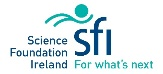 Science
Foundation
Ireland
sfi
For what's next